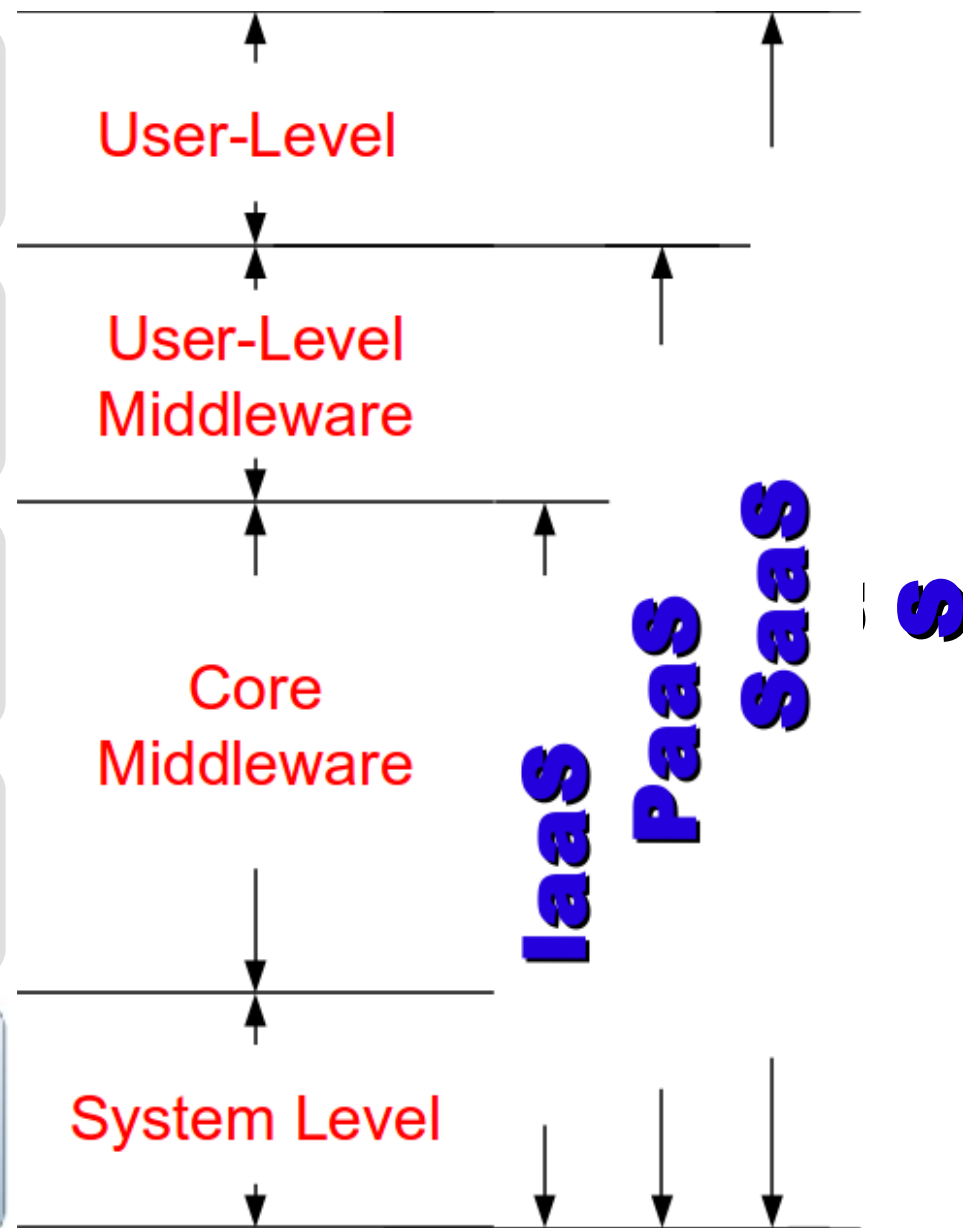 User-Level
User-Level
Middleware
Core
Middleware
System Level
IaaS
PaaS
SaaS
S